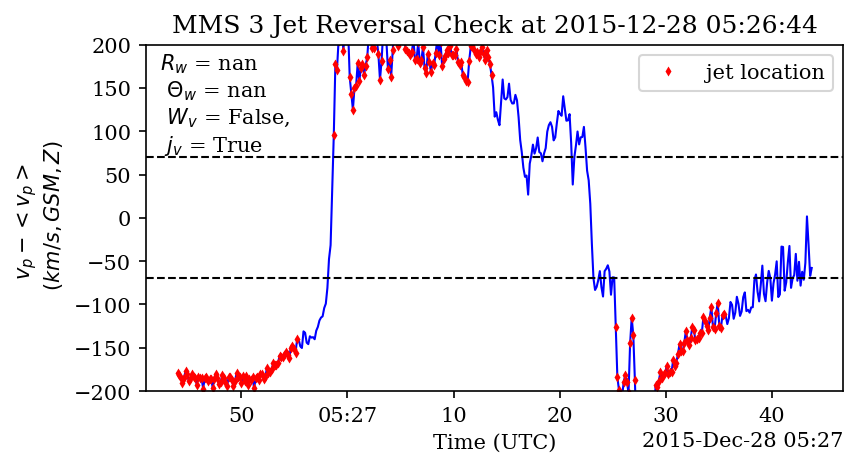 MMS 3 Jet Reversal Check at 2015-12-28 05:26:44
R_w = nan
Θ_w = nan
W_v = False,
j_v = True
jet location
v_p − <v_p>
(km/s, GSM, Z)
200
150
100
50
0
−50
−100
−150
−200
50
05:27
10
20
30
40
Time (UTC)
2015-Dec-28 05:27